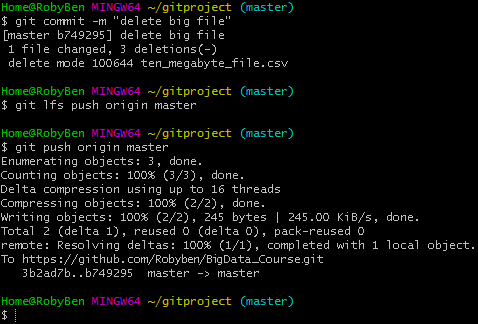 Home@RobyBen MINGW64 ~/gitproject (master)
$ git commit -m "delete big file"
[master b749295] delete big file
 1 file changed, 3 deletions(-)
 delete mode 100644 ten_megabyte_file.csv

Home@RobyBen MINGW64 ~/gitproject (master)
$ git lfs push origin master

Home@RobyBen MINGW64 ~/gitproject (master)
$ git push origin master
Enumerating objects: 3, done.
Counting objects: 100% (3/3), done.
Delta compression using up to 16 threads
Compressing objects: 100% (2/2), done.
Writing objects: 100% (2/2), 245 bytes | 245.00 KiB/s, done.
Total 2 (delta 1), reused 0 (delta 0), pack-reused 0
remote: Resolving deltas: 100% (1/1), completed with 1 local object.
To https://github.com/Robyben/BigData_Course.git
   3b2ad7b..b749295  master -> master

Home@RobyBen MINGW64 ~/gitproject (master)
$